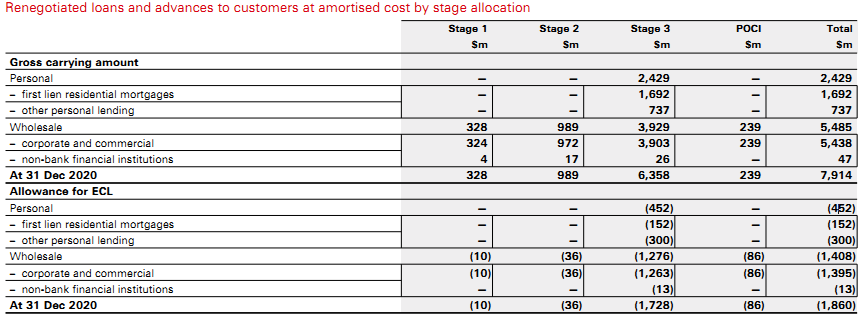 Renegotiated loans and advances to customers at amortised cost by stage allocation
Stage 1 Stage 2 Stage 3 POCI Total
$m $m $m $m $m
Gross carrying amount
Personal — — 2,429 — 2,429
– first lien residential mortgages — — 1,692 — 1,692
– other personal lending — — 737 — 737
Wholesale 328 989 3,929 239 5,485
– corporate and commercial 324 972 3,903 239 5,438
– non-bank financial institutions 4 17 26 — 47
At 31 Dec 2020 328 989 6,358 239 7,914
Allowance for ECL
Personal — — (452) — (452)
– first lien residential mortgages — — (152) — (152)
– other personal lending — — (300) — (300)
Wholesale (10) (36) (1,276) (86) (1,408)
– corporate and commercial (10) (36) (1,263) (86) (1,395)
– non-bank financial institutions — — (13) — (13)
At 31 Dec 2020 (10) (36) (1,728) (86) (1,860)